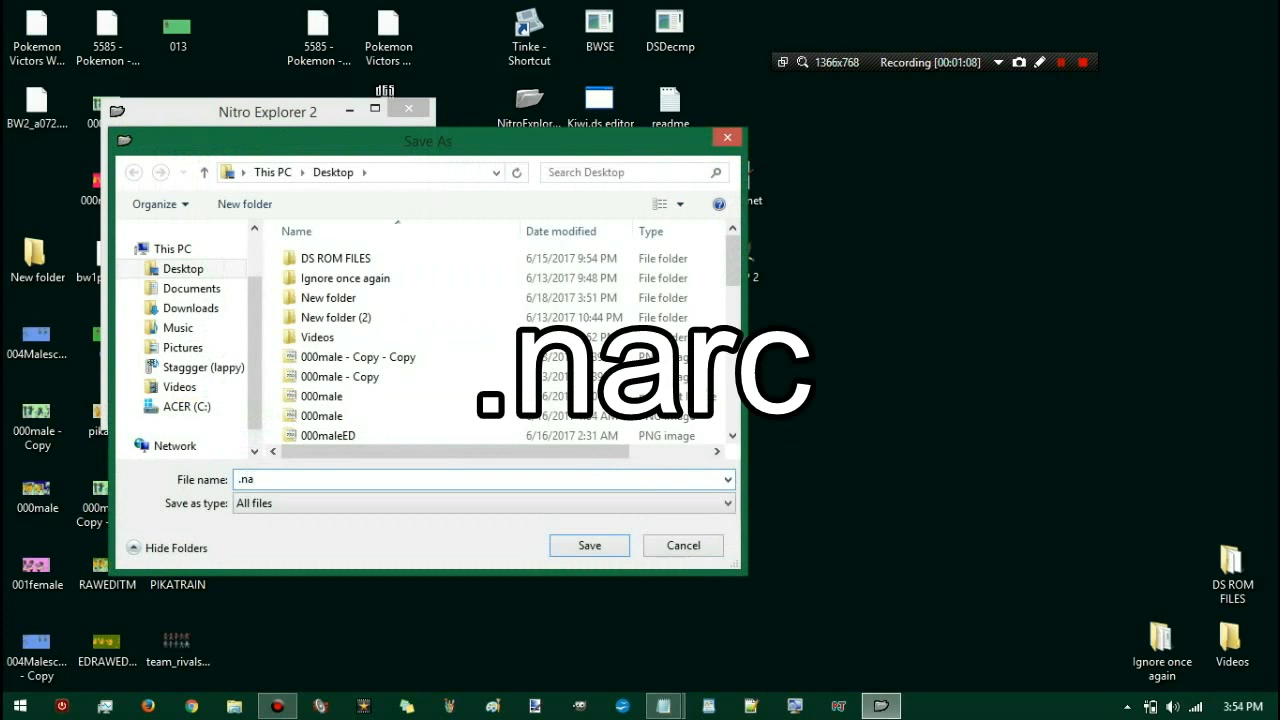 Pokemon Victors W...
5585 - Pokemon -...
013
5585 - Pokemon -...
Pokemon Victors ...
Tinke - Shortcut
BWSE
DSDecmp
1366x768
Recording [00:01:08]
BW2_a072....
Nitro Explorer 2
NitroExplor...
Kiwi.ds editor
readme
Save As
This PC
Desktop
Search Desktop
Organize
New folder
Name
Date modified
Type
This PC
Desktop
Documents
Downloads
Music
Pictures
Staggger (lappy)
Videos
ACER (C:)
Network
DS ROM FILES 6/15/2017 9:54 PM File folder
Ignore once again 6/13/2017 9:48 PM File folder
New folder 6/18/2017 3:51 PM File folder
New folder (2) 6/13/2017 10:44 PM File folder
Videos
000male - Copy - Copy
000male - Copy
000male
000male
000maleED 6/16/2017 2:31 AM PNG image
.narc
File name: .na
Save as type: All files
Hide Folders
Save
Cancel
New folder
bw1p
004Malesc...
000male - Copy
pika
000male
000m Copy -
001female
RAWEDITM
PIKATRAIN
004Malesc... - Copy
EDRAWED...
team_rivals...
DS ROM FILES
Ignore once again
Videos
3:54 PM